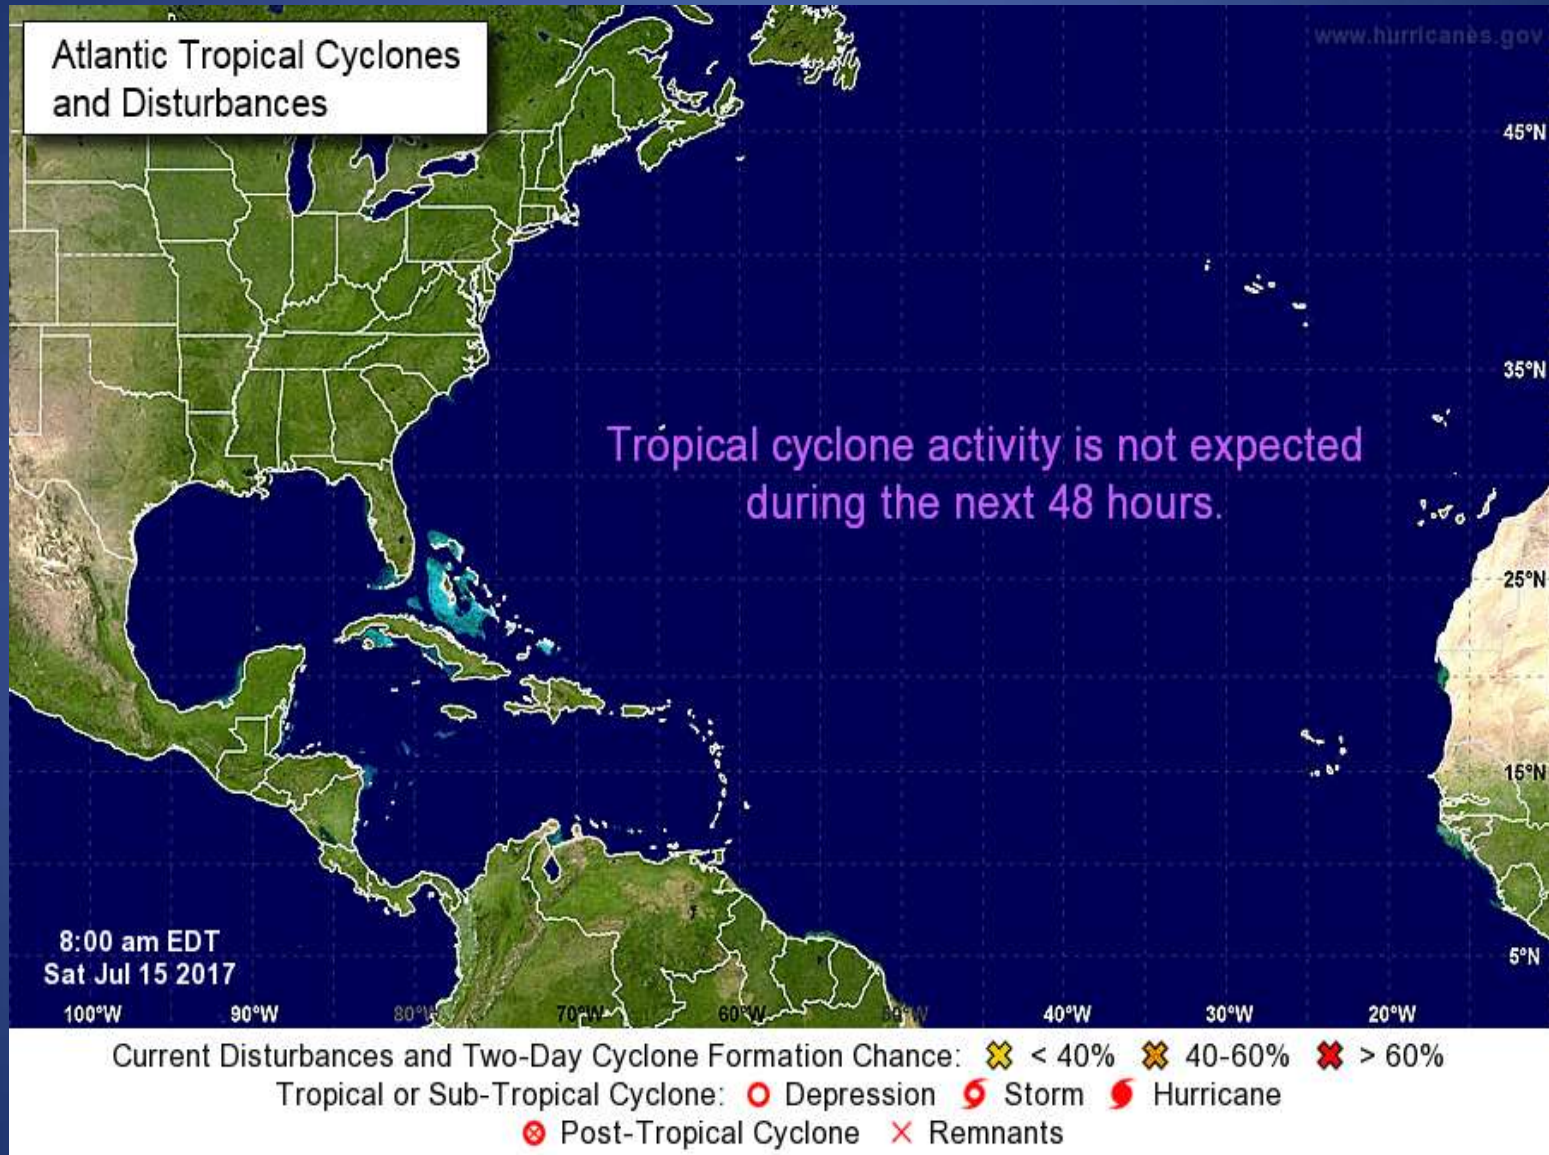 Atlantic Tropical Cyclones
and Disturbances
www.hurricanes.gov
45°N
35°N
Tropical cyclone activity is not expected
during the next 48 hours.
25°N
15°N
8:00 am EDT
Sat Jul 15 2017
5°N
100°W 90°W 80°W 70°W 60°W 50°W 40°W 30°W 20°W
Current Disturbances and Two-Day Cyclone Formation Chance: < 40% 40-60% > 60%
Tropical or Sub-Tropical Cyclone: Depression Storm Hurricane
Post-Tropical Cyclone Remnants